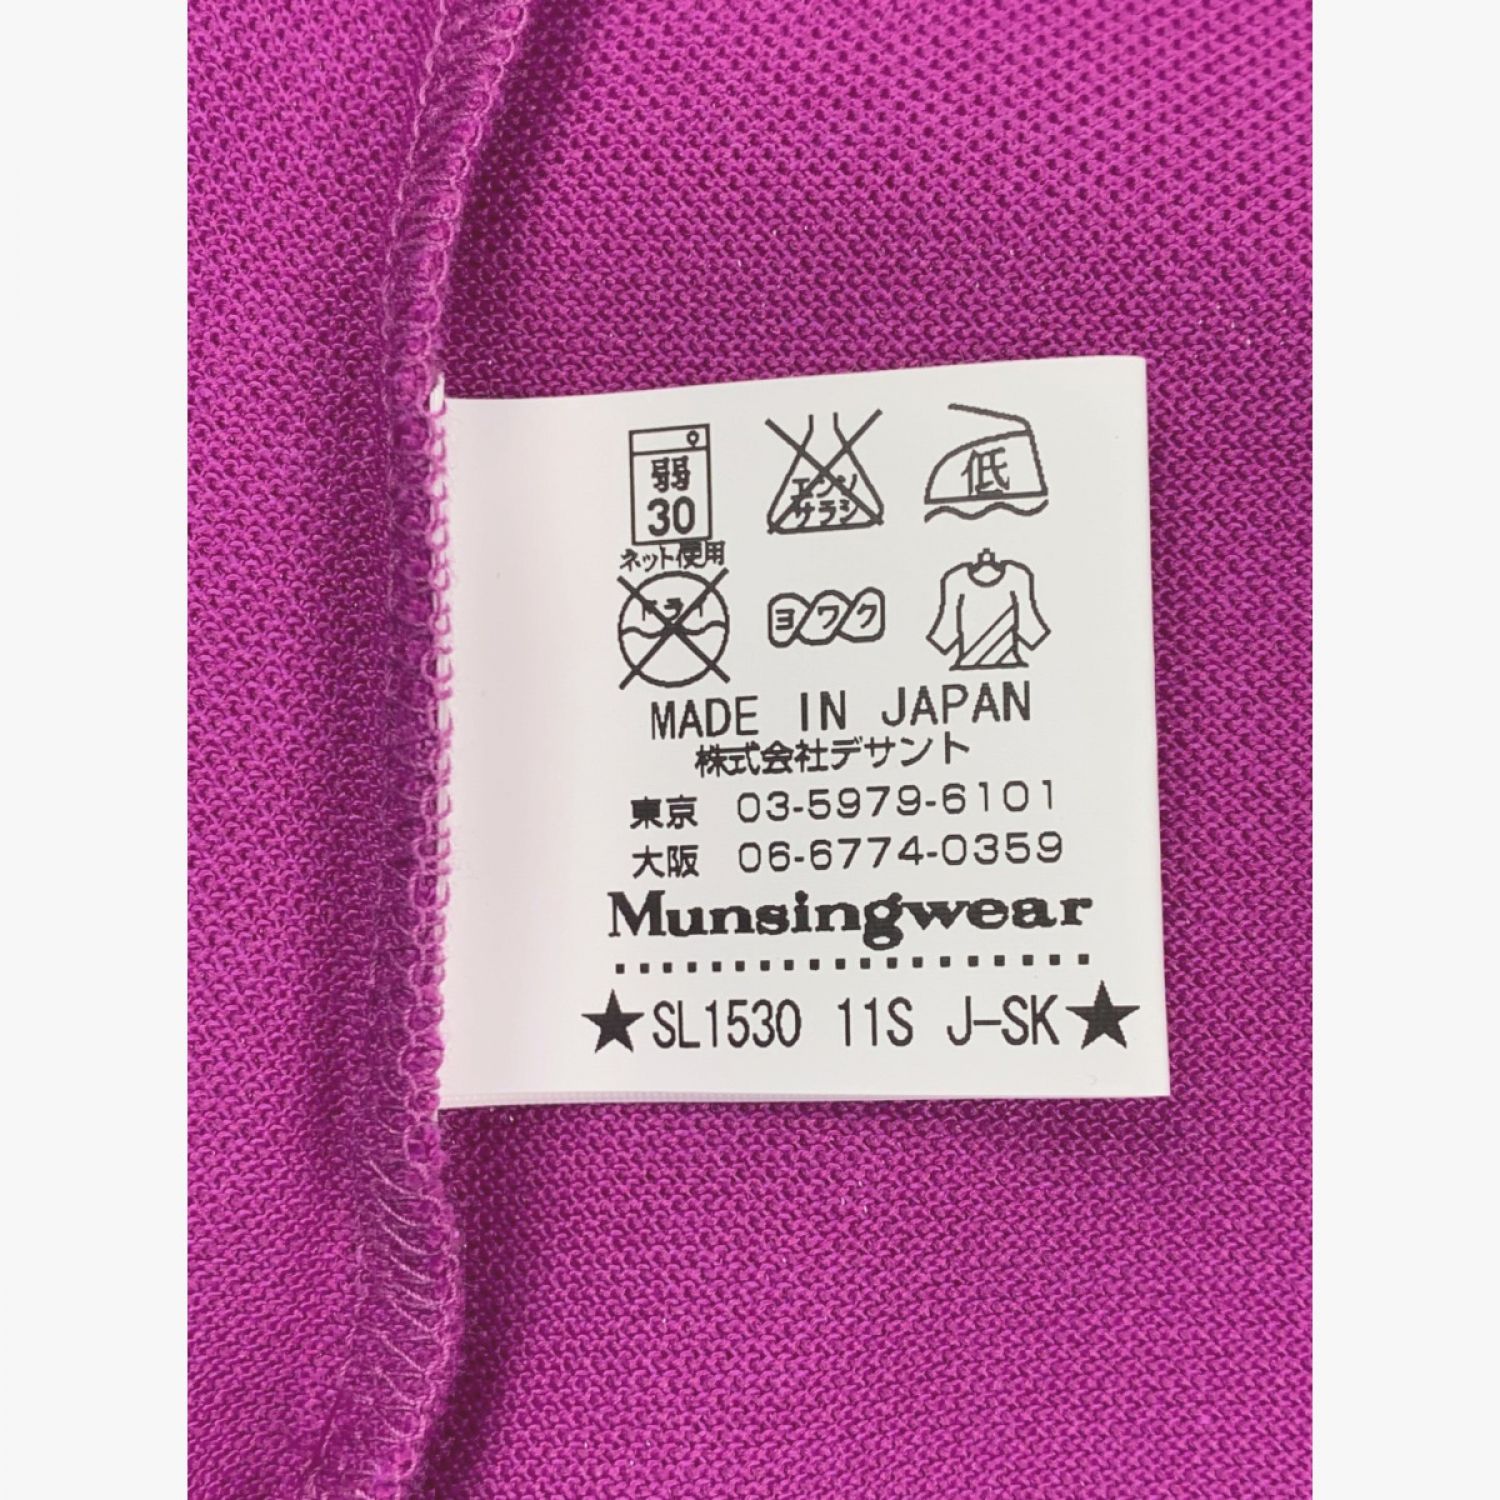 弱
30
ネット使用
エンソ
サラシ
低
ドライ
ヨワク
MADE IN JAPAN
株式会社デサント
東京 03-5979-6101
大阪 06-6774-0359
Munsingwear
★SL1530 11S J-SK★